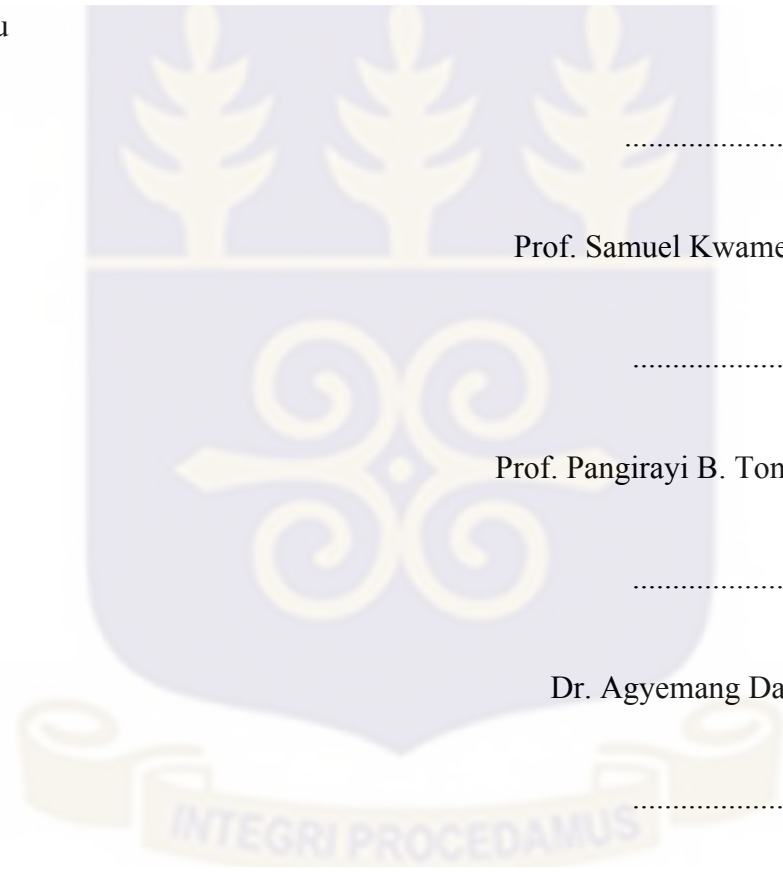 u
....................
Prof. Samuel Kwame
....................
Prof. Pangirayi B. Ton
....................
Dr. Agyemang Da
....................
INTEGRI PROCEDAMUS